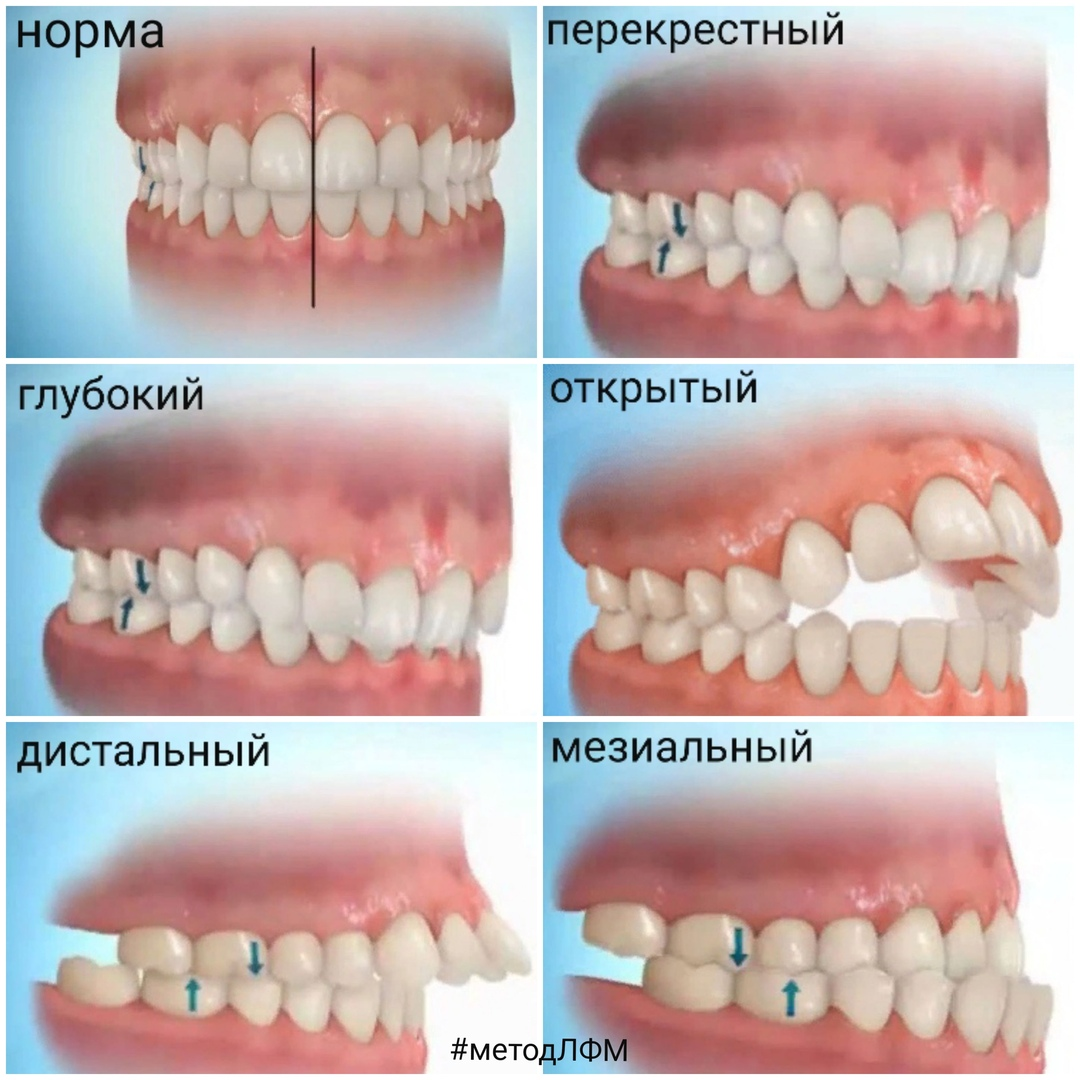 норма
перекрестный
глубокий
открытый
дистальный
мезиальный
#методЛФМ